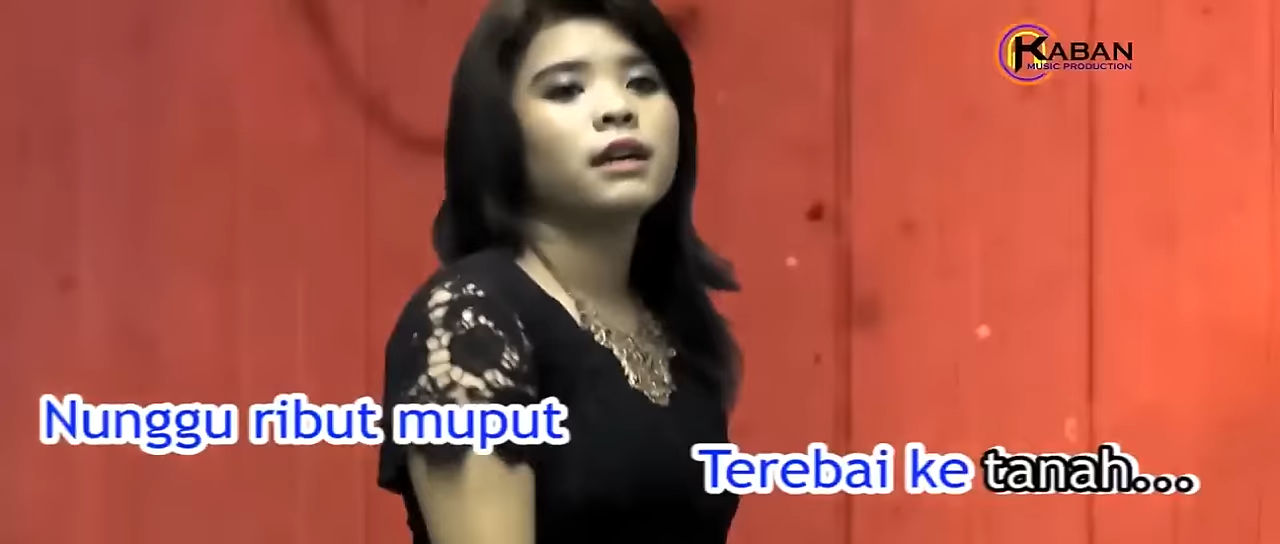 KABAN
MUSIC PRODUCTION
Nunggu ribut muput
Terebai ke tanah...